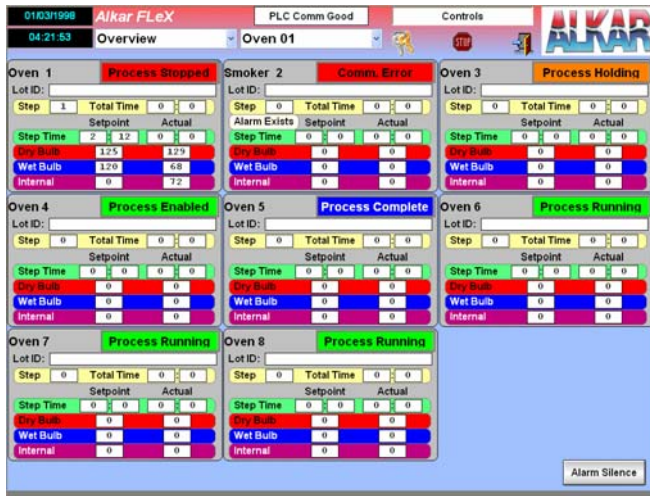 01/03/1998 Alkar FLeX PLC Comm Good Controls
04:21:53 Overview Oven 01 STOP ALKAR
Oven 1 Process Stopped
Lot ID:
Step 1 Total Time 0 : 0
Setpoint Actual
Step Time 2 : 12 0 : 0
Dry Bulb 125 129
Wet Bulb 120 68
Internal 0 72
Smoker 2 Comm. Error
Lot ID:
Step 0 Total Time 0 : 0
Alarm Exists Setpoint Actual
Step Time 0 : 0 0 : 0
Dry Bulb 0 0
Wet Bulb 0 0
Internal 0 0
Oven 3 Process Holding
Lot ID:
Step 0 Total Time 0 : 0
Setpoint Actual
Step Time 0 : 0 0 : 0
Dry Bulb 0 0
Wet Bulb 0 0
Internal 0 0
Oven 4 Process Enabled
Lot ID:
Step 0 Total Time 0 : 0
Setpoint Actual
Step Time 0 : 0 0 : 0
Dry Bulb 0 0
Wet Bulb 0 0
Internal 0 0
Oven 5 Process Complete
Lot ID:
Step 0 Total Time 0 : 0
Setpoint Actual
Step Time 0 : 0 0 : 0
Dry Bulb 0 0
Wet Bulb 0 0
Internal 0 0
Oven 6 Process Running
Lot ID:
Step 0 Total Time 0 : 0
Setpoint Actual
Step Time 0 : 0 0 : 0
Dry Bulb 0 0
Wet Bulb 0 0
Internal 0 0
Oven 7 Process Running
Lot ID:
Step 0 Total Time 0 : 0
Setpoint Actual
Step Time 0 : 0 0 : 0
Dry Bulb 0 0
Wet Bulb 0 0
Internal 0 0
Oven 8 Process Running
Lot ID:
Step 0 Total Time 0 : 0
Setpoint Actual
Step Time 0 : 0 0 : 0
Dry Bulb 0 0
Wet Bulb 0 0
Internal 0 0
Alarm Silence